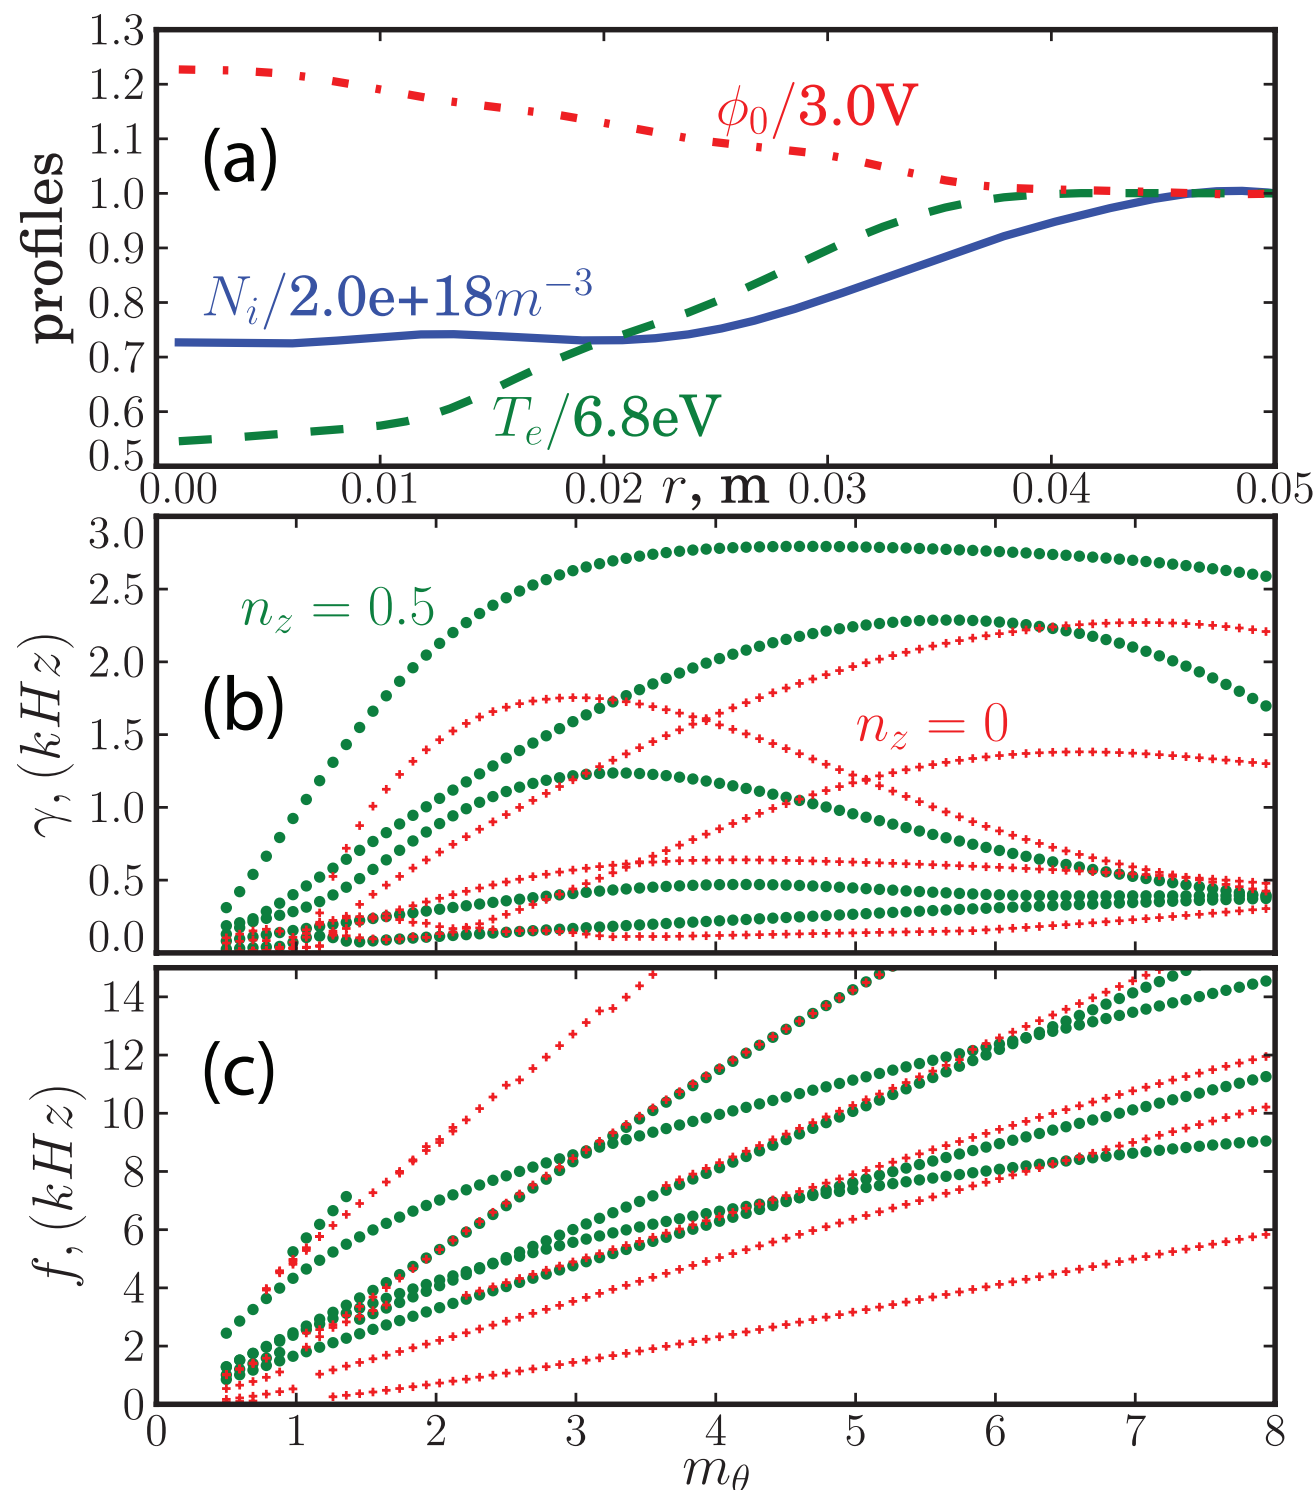 1.3
1.2
1.1
1.0
0.9
0.8
0.7
0.6
0.5
profiles
(a)
ϕ₀/3.0V
Nᵢ/2.0e+18m⁻³
Tₑ/6.8eV
0.00 0.01 0.02 r, m 0.03 0.04 0.05
3.0
2.5
2.0
1.5
1.0
0.5
0.0
γ, (kHz)
n_z = 0.5
(b)
n_z = 0
14
12
10
8
6
4
2
0
f, (kHz)
(c)
0 1 2 3 4 5 6 7 8
m_θ